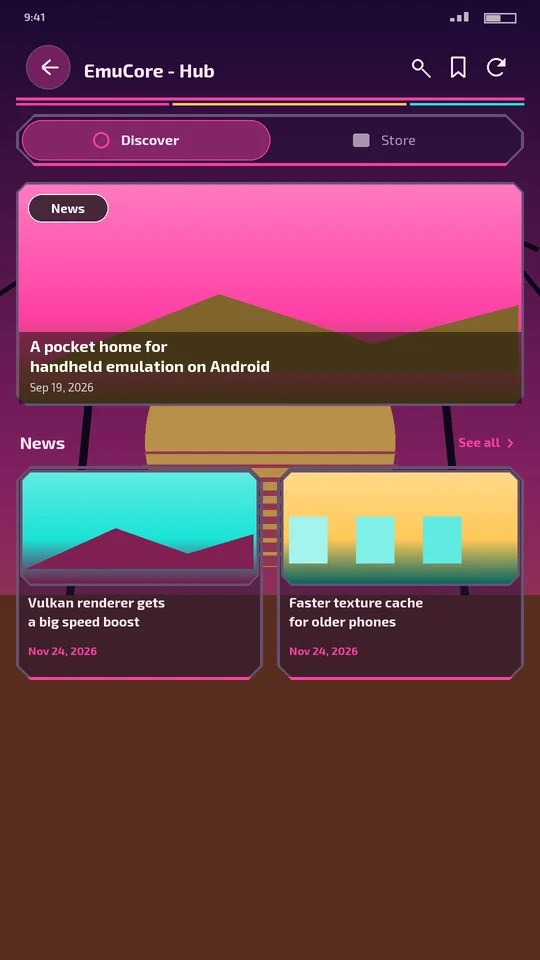 9:41
EmuCore - Hub
Discover
Store
News
A pocket home for
handheld emulation on Android
Sep 19, 2026
News
See all
Vulkan renderer gets
a big speed boost
Nov 24, 2026
Faster texture cache
for older phones
Nov 24, 2026